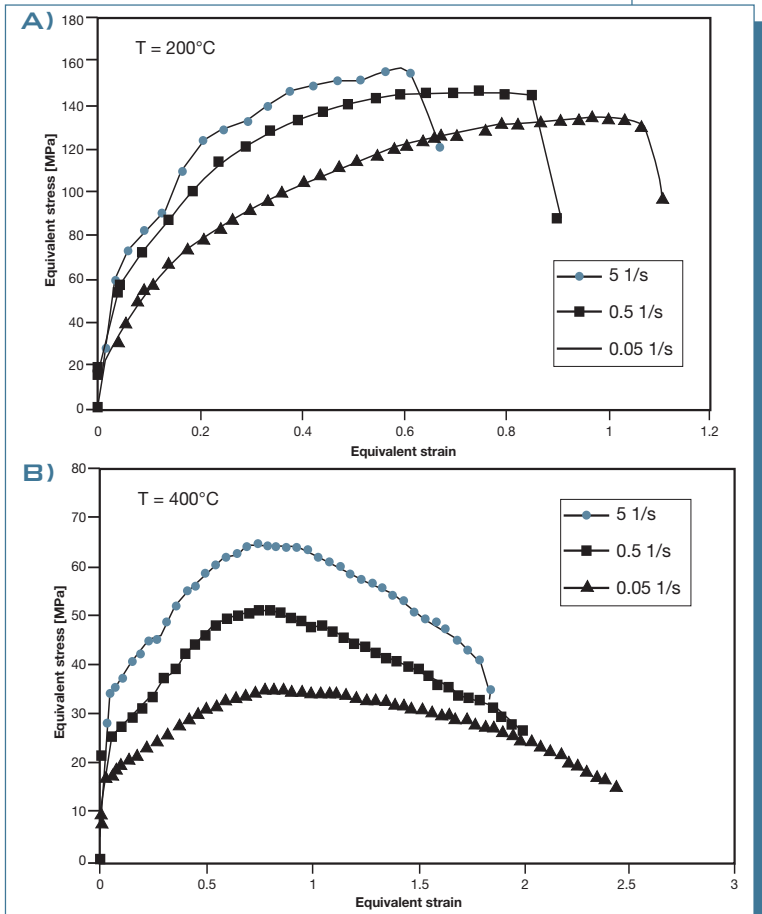 A)
T = 200°C
Equivalent stress [MPa]
180
160
140
120
100
80
60
40
20
0
0 0.2 0.4 0.6 0.8 1 1.2
Equivalent strain
5 1/s
0.5 1/s
0.05 1/s
B)
T = 400°C
Equivalent stress [MPa]
80
70
60
50
40
30
20
10
0
0 0.5 1 1.5 2 2.5 3
Equivalent strain
5 1/s
0.5 1/s
0.05 1/s